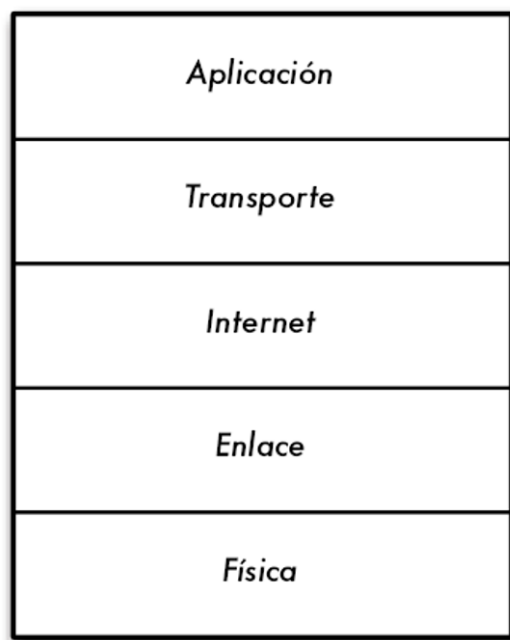 Aplicación
Transporte
Internet
Enlace
Física